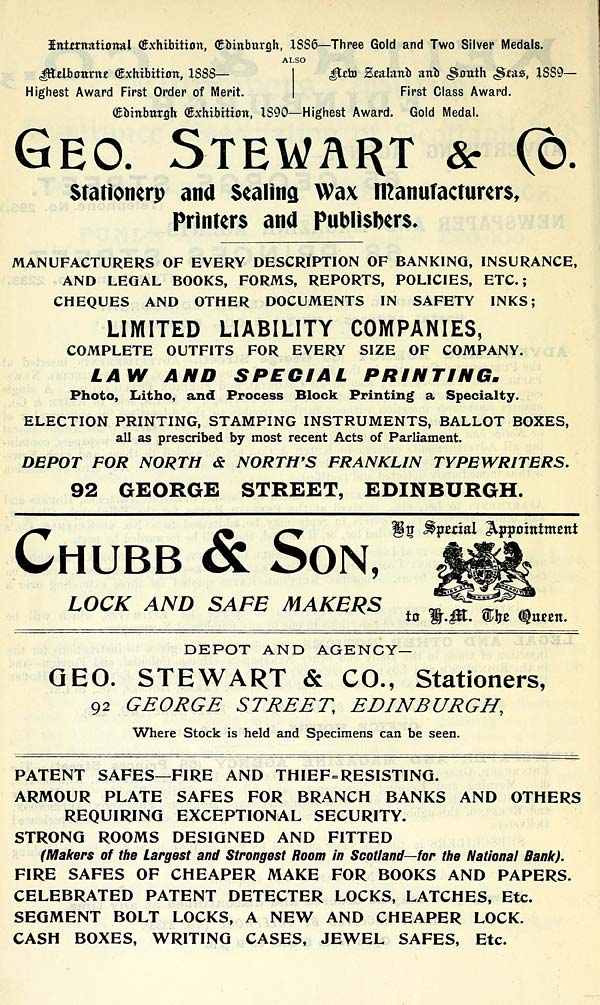 International Exhibition, Edinburgh, 1886—Three Gold and Two Silver Medals.
ALSO
Melbourne Exhibition, 1888—
Highest Award First Order of Merit.
New Zealand and South Seas, 1889—
First Class Award.
Edinburgh Exhibition, 1890—Highest Award. Gold Medal.
GEO. STEWART & CO.
Stationery and Sealing Wax Manufacturers,
Printers and Publishers.
MANUFACTURERS OF EVERY DESCRIPTION OF BANKING, INSURANCE,
AND LEGAL BOOKS, FORMS, REPORTS, POLICIES, ETC.;
CHEQUES AND OTHER DOCUMENTS IN SAFETY INKS;
LIMITED LIABILITY COMPANIES,
COMPLETE OUTFITS FOR EVERY SIZE OF COMPANY.
LAW AND SPECIAL PRINTING.
Photo, Litho, and Process Block Printing a Specialty.
ELECTION PRINTING, STAMPING INSTRUMENTS, BALLOT BOXES,
all as prescribed by most recent Acts of Parliament.
DEPOT FOR NORTH & NORTH'S FRANKLIN TYPEWRITERS.
92 GEORGE STREET, EDINBURGH.
CHUBB & SON,
LOCK AND SAFE MAKERS
By Special Appointment
to H.M. The Queen.
DEPOT AND AGENCY—
GEO. STEWART & CO., Stationers,
92 GEORGE STREET, EDINBURGH,
Where Stock is held and Specimens can be seen.
PATENT SAFES—FIRE AND THIEF-RESISTING.
ARMOUR PLATE SAFES FOR BRANCH BANKS AND OTHERS
REQUIRING EXCEPTIONAL SECURITY.
STRONG ROOMS DESIGNED AND FITTED
(Makers of the Largest and Strongest Room in Scotland—for the National Bank).
FIRE SAFES OF CHEAPER MAKE FOR BOOKS AND PAPERS.
CELEBRATED PATENT DETECTER LOCKS, LATCHES, Etc.
SEGMENT BOLT LOCKS, A NEW AND CHEAPER LOCK.
CASH BOXES, WRITING CASES, JEWEL SAFES, Etc.